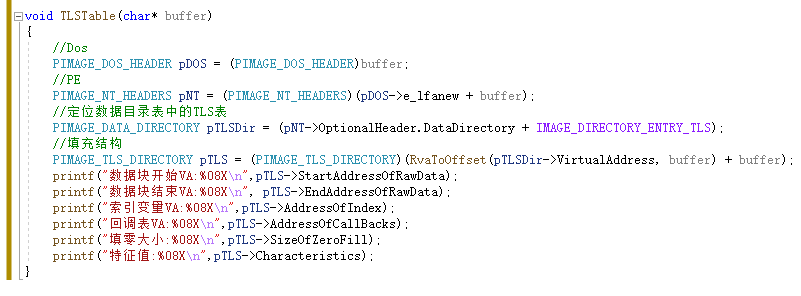 void TLSTable(char* buffer)
{
//Dos
PIMAGE_DOS_HEADER pDOS = (PIMAGE_DOS_HEADER)buffer;
//PE
PIMAGE_NT_HEADERS pNT = (PIMAGE_NT_HEADERS)(pDOS->e_lfanew + buffer);
//定位数据目录表中的TLS表
PIMAGE_DATA_DIRECTORY pTLSDir = (pNT->OptionalHeader.DataDirectory + IMAGE_DIRECTORY_ENTRY_TLS);
//填充结构
PIMAGE_TLS_DIRECTORY pTLS = (PIMAGE_TLS_DIRECTORY)(RvaToOffset(pTLSDir->VirtualAddress, buffer) + buffer);
printf("数据块开始VA:%08X\n",pTLS->StartAddressOfRawData);
printf("数据块结束VA:%08X\n", pTLS->EndAddressOfRawData);
printf("索引变量VA:%08X\n",pTLS->AddressOfIndex);
printf("回调表VA:%08X\n",pTLS->AddressOfCallBacks);
printf("填零大小:%08X\n",pTLS->SizeOfZeroFill);
printf("特征值:%08X\n",pTLS->Characteristics);
}